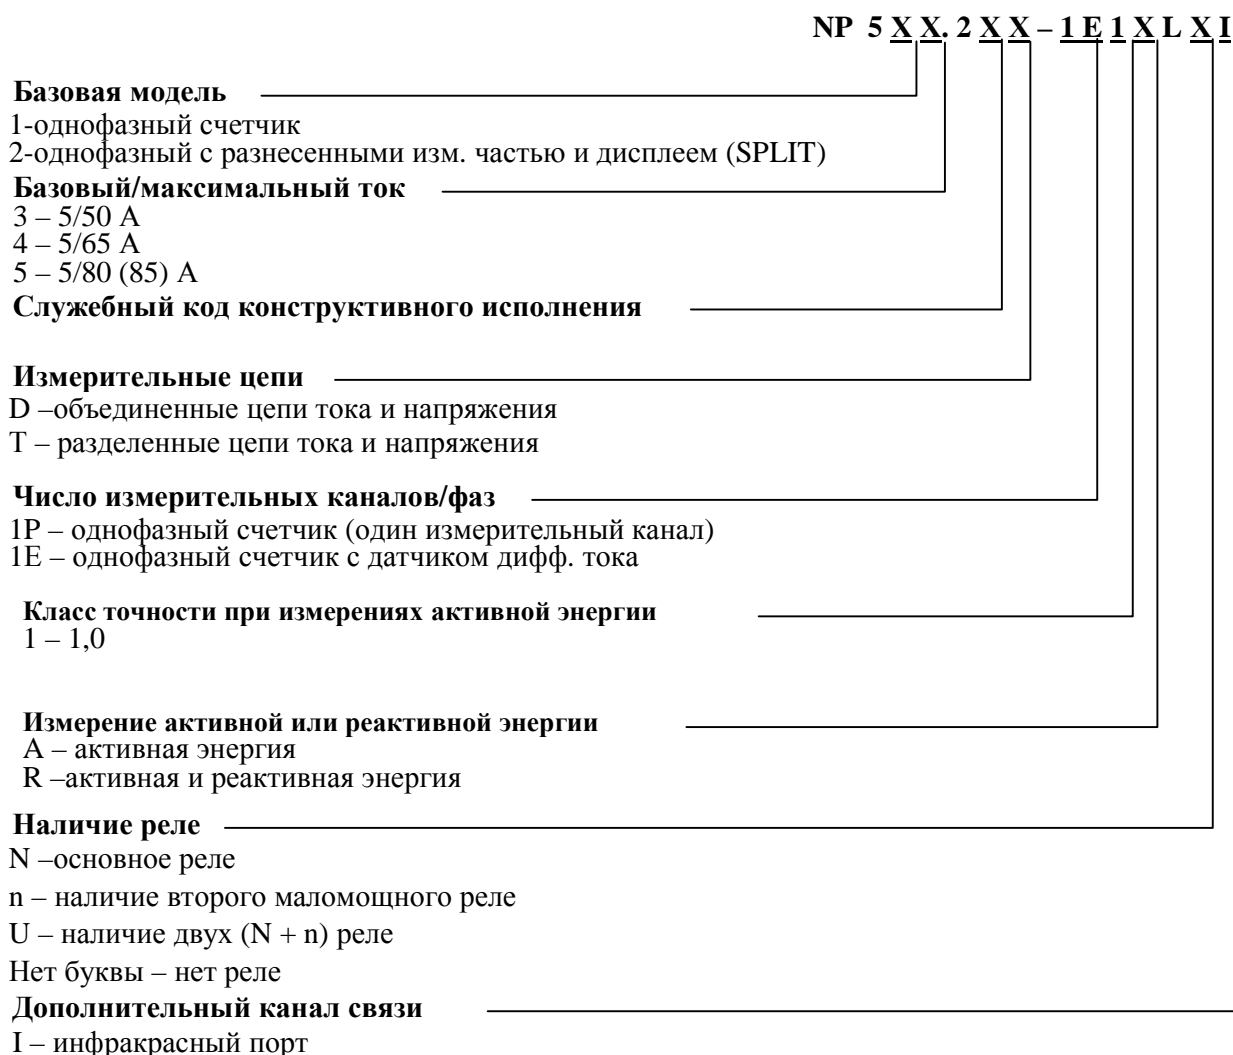 NP 5 X X. 2 X X – 1 E 1 X L X I
Базовая модель
1-однофазный счетчик
2-однофазный с разнесенными изм. частью и дисплеем (SPLIT)
Базовый/максимальный ток
3 – 5/50 А
4 – 5/65 А
5 – 5/80 (85) А
Служебный код конструктивного исполнения
Измерительные цепи
D –объединенные цепи тока и напряжения
T – разделенные цепи тока и напряжения
Число измерительных каналов/фаз
1P – однофазный счетчик (один измерительный канал)
1E – однофазный счетчик с датчиком дифф. тока
Класс точности при измерениях активной энергии
1 – 1,0
Измерение активной или реактивной энергии
A – активная энергия
R –активная и реактивная энергия
Наличие реле
N –основное реле
n – наличие второго маломощного реле
U – наличие двух (N + n) реле
Нет буквы – нет реле
Дополнительный канал связи
I – инфракрасный порт